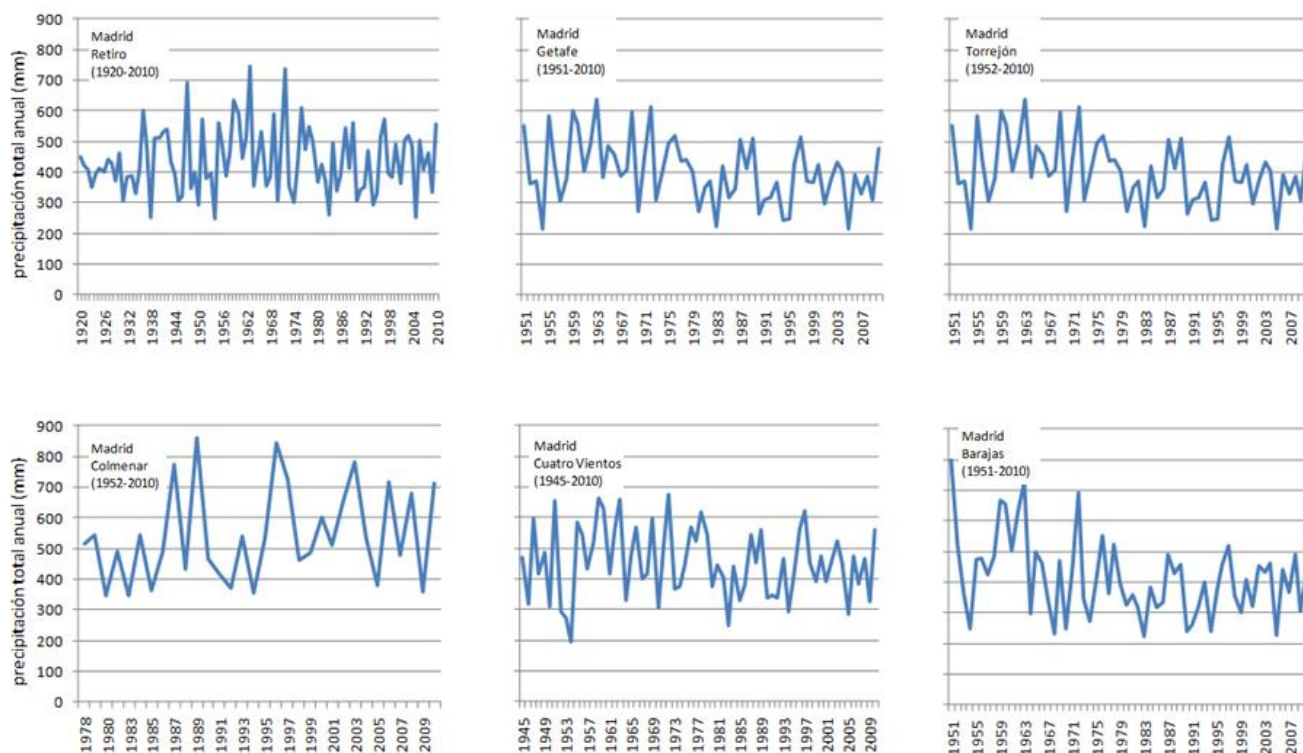 precipitación total anual (mm)
900
800
700
600
500
400
300
200
100
0
Madrid
Retiro
(1920-2010)
1920 1926 1932 1938 1944 1950 1956 1962 1968 1974 1980 1986 1992 1998 2004 2010
Madrid
Getafe
(1951-2010)
1951 1955 1959 1963 1967 1971 1975 1979 1983 1987 1991 1995 1999 2003 2007
Madrid
Torrejón
(1952-2010)
1951 1955 1959 1963 1967 1971 1975 1979 1983 1987 1991 1995 1999 2003 2007
precipitación total anual (mm)
900
800
700
600
500
400
300
200
100
0
Madrid
Colmenar
(1952-2010)
1978 1980 1983 1985 1987 1989 1991 1993 1995 1997 1999 2001 2003 2005 2007 2009
Madrid
Cuatro Vientos
(1945-2010)
1945 1949 1953 1957 1961 1965 1969 1973 1977 1981 1985 1989 1993 1997 2001 2005 2009
Madrid
Barajas
(1951-2010)
1951 1955 1959 1963 1967 1971 1975 1979 1983 1987 1991 1995 1999 2003 2007